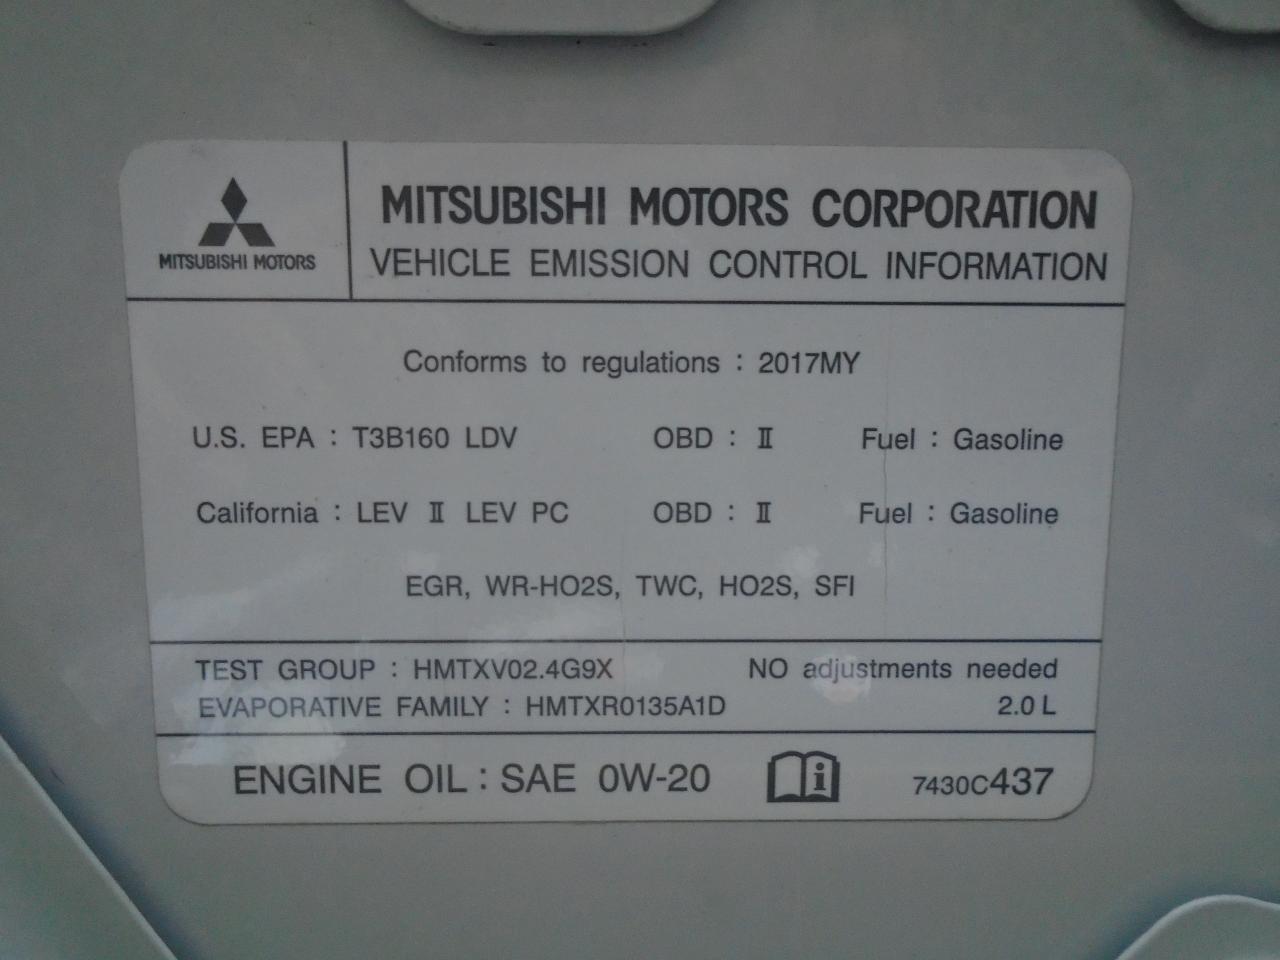 MITSUBISHI MOTORS
MITSUBISHI MOTORS CORPORATION
VEHICLE EMISSION CONTROL INFORMATION
Conforms to regulations : 2017MY
U.S. EPA : T3B160 LDV OBD : II Fuel : Gasoline
California : LEV II LEV PC OBD : II Fuel : Gasoline
EGR, WR-HO2S, TWC, HO2S, SFI
TEST GROUP : HMTXV02.4G9X NO adjustments needed
EVAPORATIVE FAMILY : HMTXR0135A1D 2.0 L
ENGINE OIL : SAE 0W-20 i 7430C437